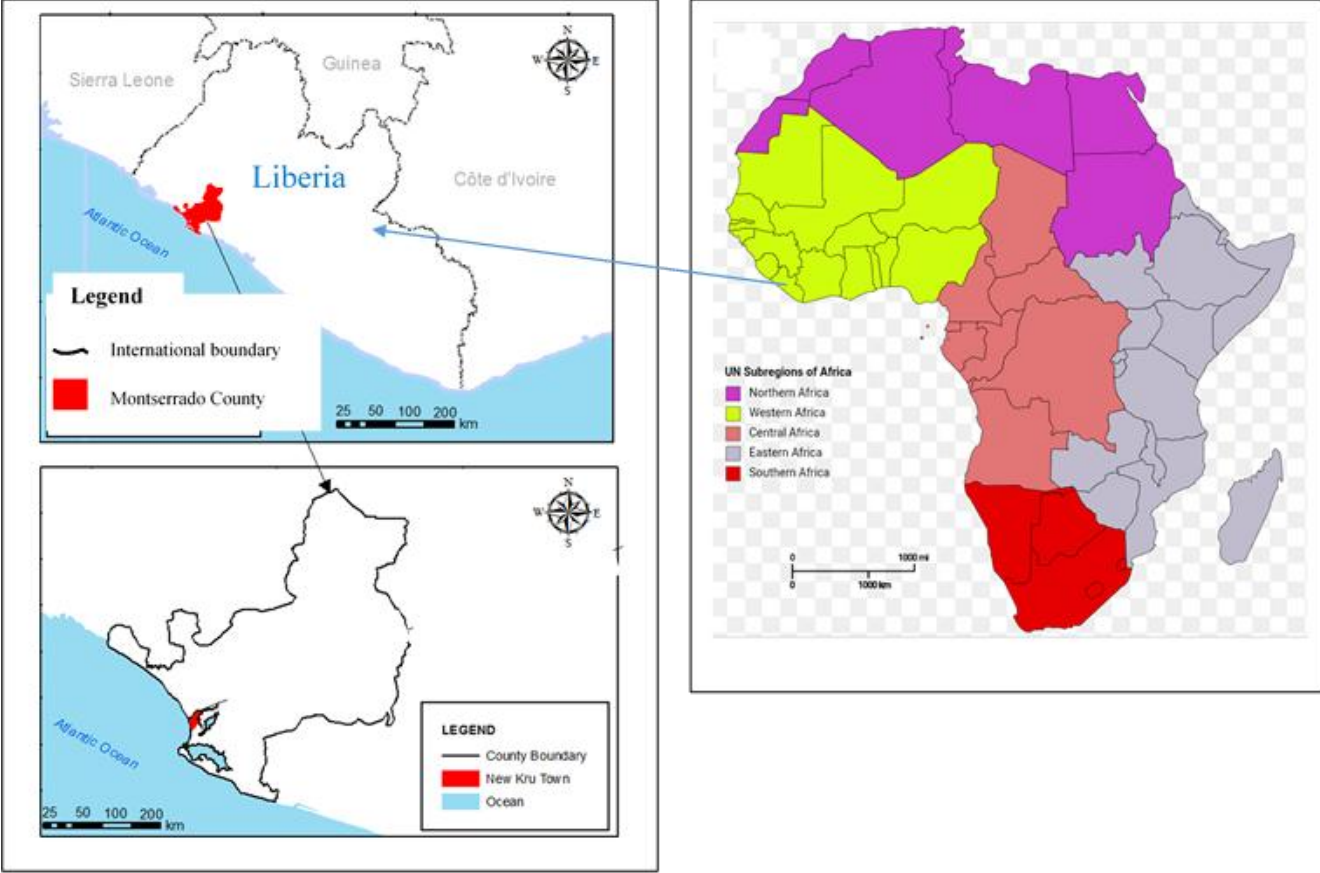 Sierra Leone
Guinea
N
W E
S
Liberia
Côte d'Ivoire
Atlantic Ocean
Legend
International boundary
Montserrado County
25 50 100 200
km
N
W E
S
Atlantic Ocean
LEGEND
County Boundary
New Kru Town
Ocean
25 50 100 200
km
UN Subregions of Africa
Northern Africa
Western Africa
Central Africa
Eastern Africa
Southern Africa
0 1000 mi
0 1000 km